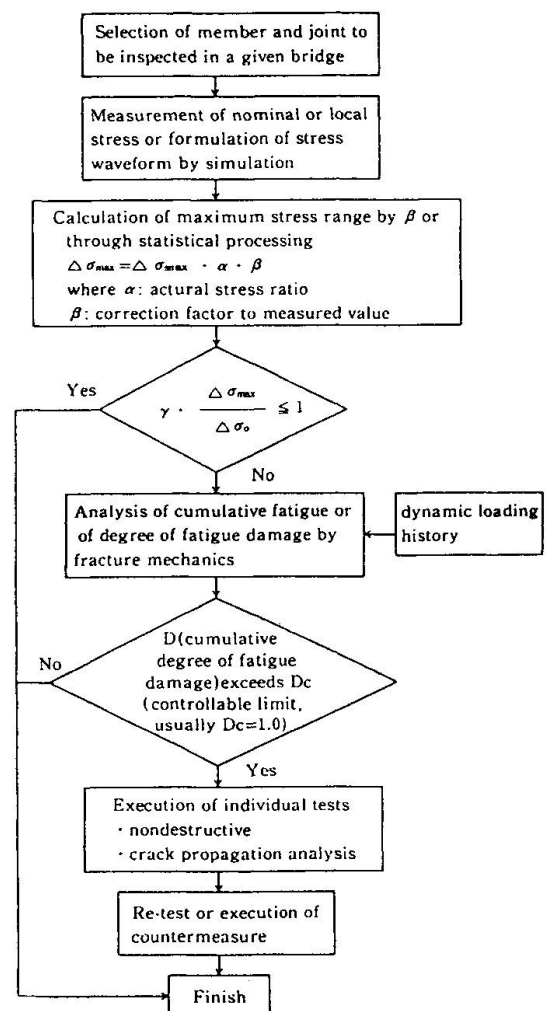 Selection of member and joint to
be inspected in a given bridge
Measurement of nominal or local
stress or formulation of stress
waveform by simulation
Calculation of maximum stress range by β or
through statistical processing
△σmax=△σsmax・α・β
where α: actural stress ratio
β: correction factor to measured value
Yes
γ・△σmax/△σo ≦ 1
No
Analysis of cumulative fatigue or
of degree of fatigue damage by
fracture mechanics
dynamic loading
history
No
D(cumulative
degree of fatigue
damage)exceeds Dc
(controllable limit,
usually Dc=1.0)
Yes
Execution of individual tests
・nondestructive
・crack propagation analysis
Re-test or execution of
countermeasure
Finish